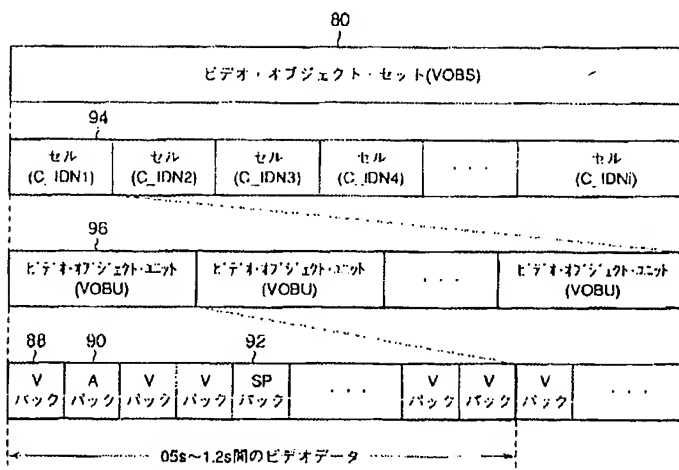 80
ビデオ・オブジェクト・セット(VOBS)
94
セル
(C_IDN1)
セル
(C_IDN2)
セル
(C_IDN3)
セル
(C_IDN4)
・・・
セル
(C_IDNi)
96
ビデオ・オブジェクト・ユニット
(VOBU)
ビデオ・オブジェクト・ユニット
(VOBU)
・・・
ビデオ・オブジェクト・ユニット
(VOBU)
88
90
92
V
パック
A
パック
V
パック
V
パック
SP
パック
・・・
V
パック
V
パック
V
パック
・・・
05s~1.2s間のビデオデータ